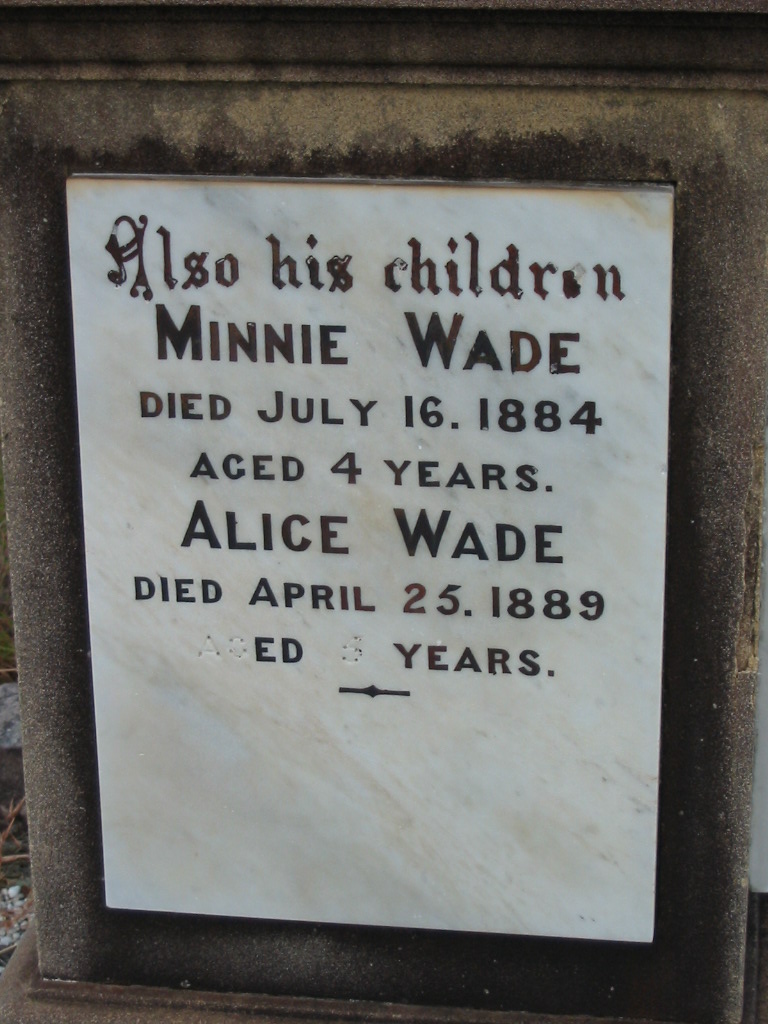 Also his children
MINNIE WADE
DIED JULY 16. 1884
AGED 4 YEARS.
ALICE WADE
DIED APRIL 25. 1889
AGED YEARS.